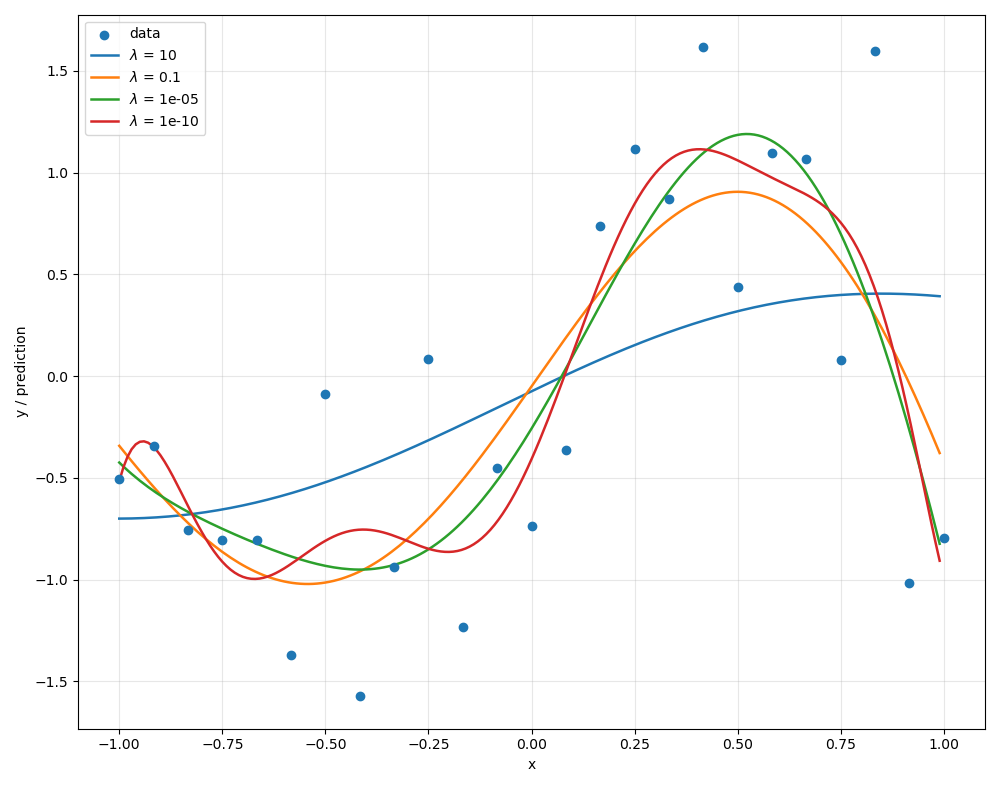 data
λ = 10
λ = 0.1
λ = 1e-05
λ = 1e-10
1.5
1.0
0.5
0.0
−0.5
−1.0
−1.5
y / prediction
−1.00 −0.75 −0.50 −0.25 0.00 0.25 0.50 0.75 1.00
x